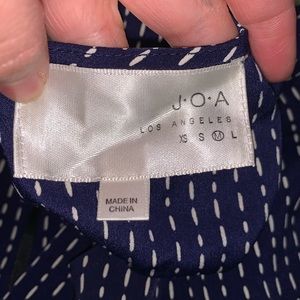 J·O·A
LOS ANGELES
XS S M L
MADE IN
CHINA